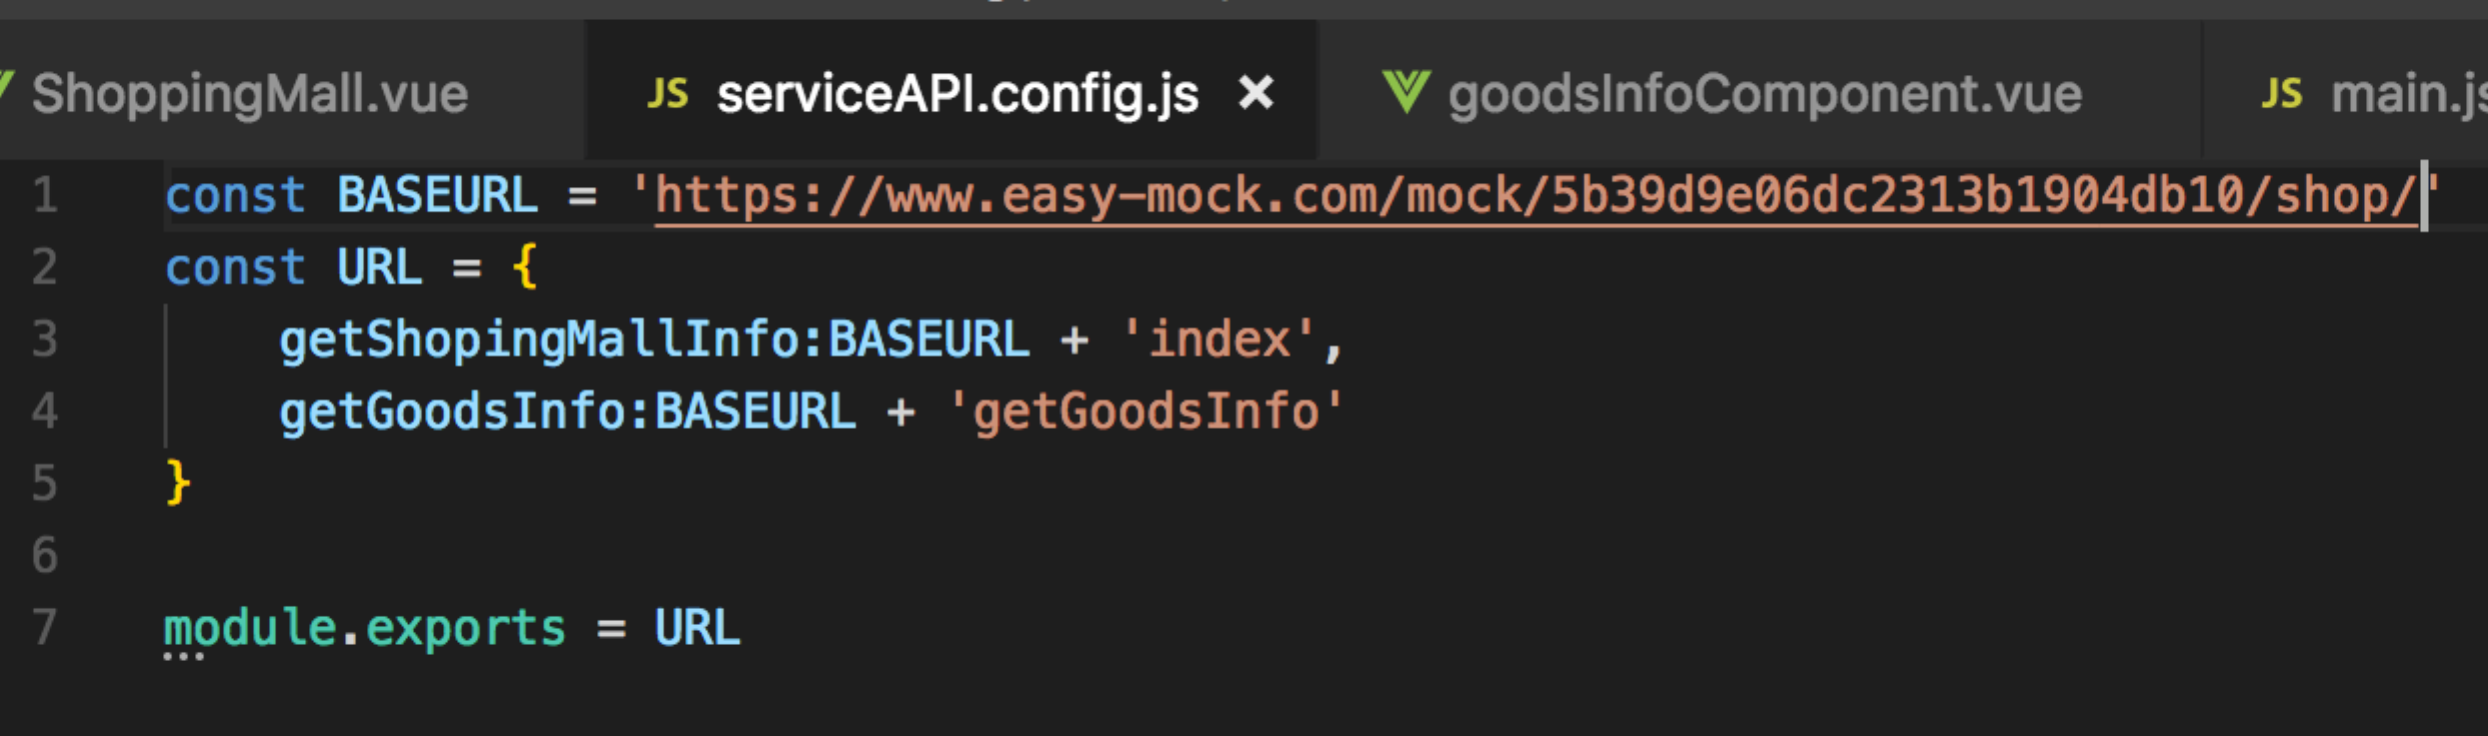 ShoppingMall.vue JS serviceAPI.config.js × goodsInfoComponent.vue JS main.js
1 const BASEURL = 'https://www.easy-mock.com/mock/5b39d9e06dc2313b1904db10/shop/'
2 const URL = {
3 getShopingMallInfo:BASEURL + 'index',
4 getGoodsInfo:BASEURL + 'getGoodsInfo'
5 }
6
7 module.exports = URL